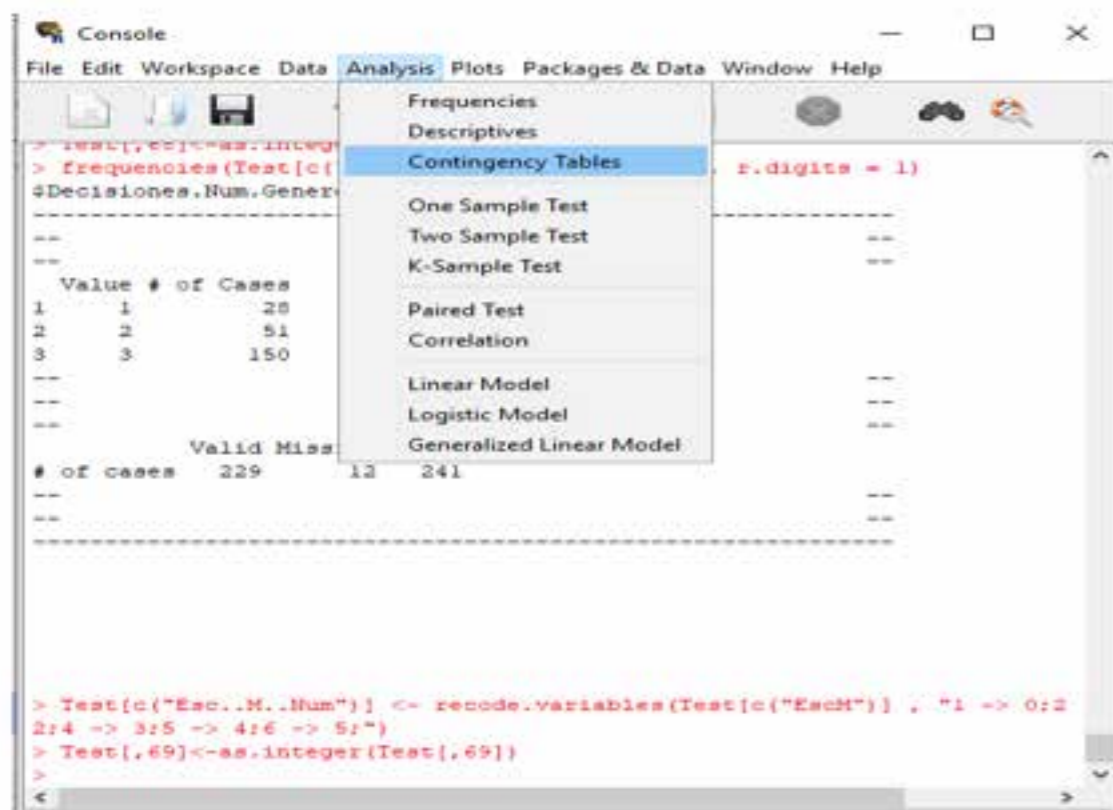 Console
File Edit Workspace Data Analysis Plots Packages & Data Window Help
Frequencies
Descriptives
Contingency Tables
One Sample Test
Two Sample Test
K-Sample Test
Paired Test
Correlation
Linear Model
Logistic Model
Generalized Linear Model
> frequencies(Test[c( , r.digits = 1)
$Decisiones.Num.Gener
--
--
Value # of Cases
1 1 28
2 2 51
3 3 150
--
--
--
Valid Miss
# of cases 229 12 241
--
--
> Test[c("Esc..M..Num")] <- recode.variables(Test[c("EscM")] , "1 -> 0;2
2;4 -> 3;5 -> 4;6 -> 5;")
> Test[,69]<-as.integer(Test[,69])
>